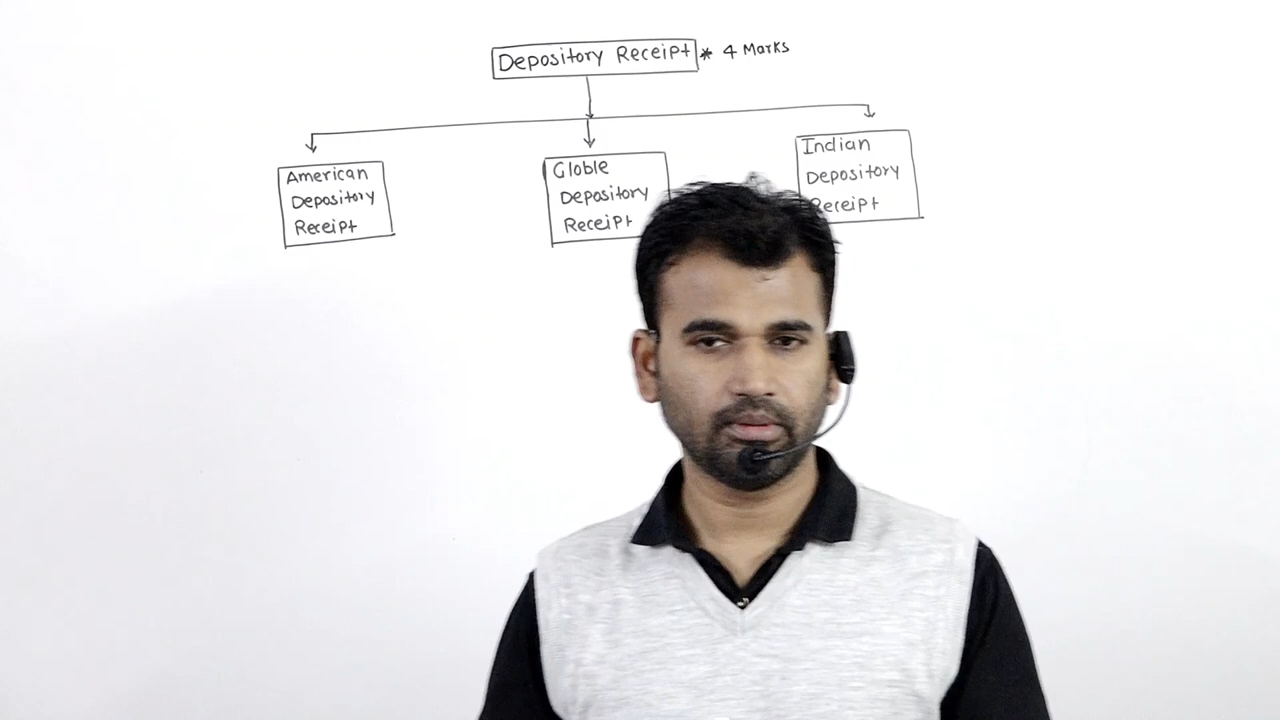 Depository Receipt * 4 Marks
American
Depository
Receipt
Globle
Depository
Receipt
Indian
Depository
Receipt